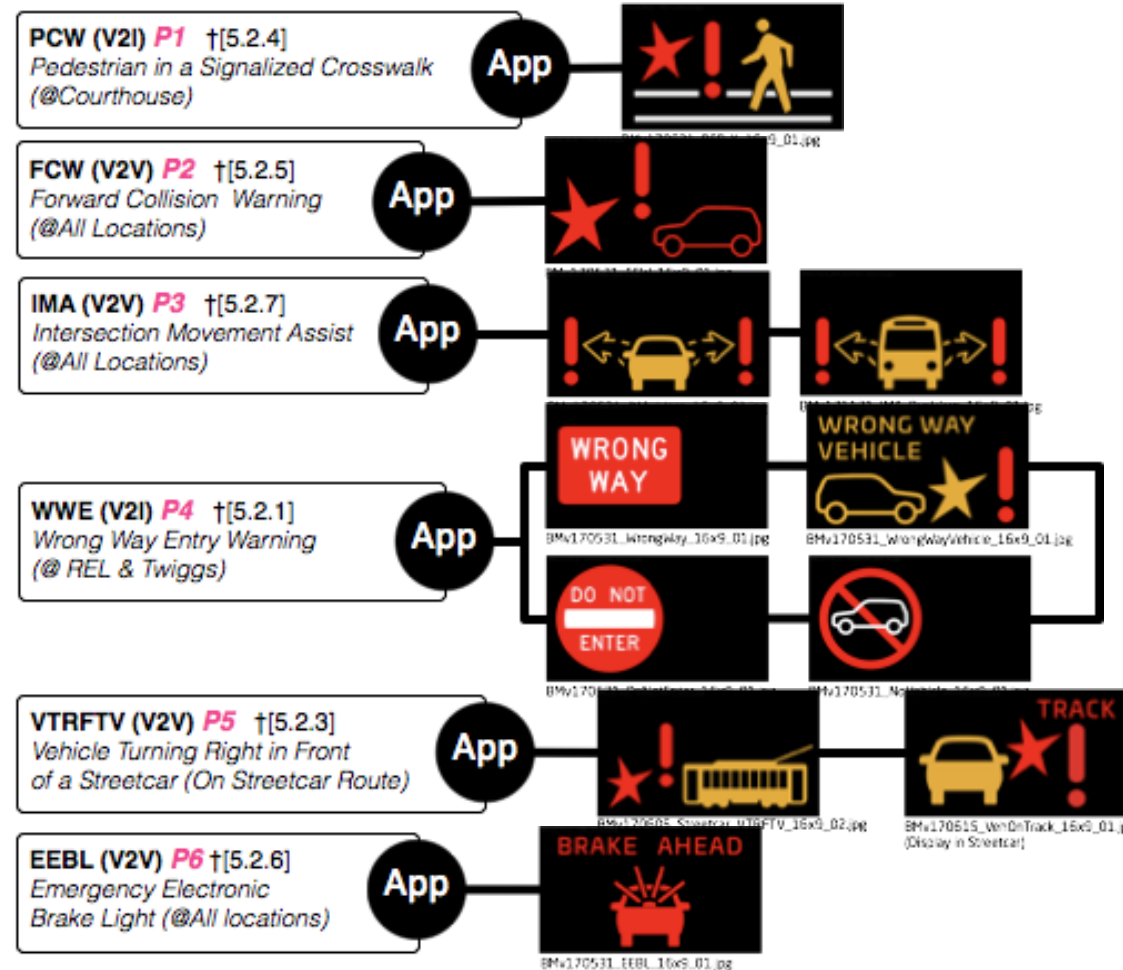 PCW (V2I) P1 †[5.2.4]
Pedestrian in a Signalized Crosswalk
(@Courthouse)
App
FCW (V2V) P2 †[5.2.5]
Forward Collision Warning
(@All Locations)
App
IMA (V2V) P3 †[5.2.7]
Intersection Movement Assist
(@All Locations)
App
WWE (V2I) P4 †[5.2.1]
Wrong Way Entry Warning
(@ REL & Twiggs)
App
WRONG
WAY
BMv170531_WrongWay_16x9_01.jpg
WRONG WAY
VEHICLE
BMv170531_WrongWayVehicle_16x9_01.jpg
DO NOT
ENTER
VTRFTV (V2V) P5 †[5.2.3]
Vehicle Turning Right in Front
of a Streetcar (On Streetcar Route)
App
TRACK
BMv170615_VehOnTrack_16x9_01.jp
(Display in Streetcar)
EEBL (V2V) P6 †[5.2.6]
Emergency Electronic
Brake Light (@All locations)
App
BRAKE AHEAD
BMv170531_EEBL_16x9_01.jpg